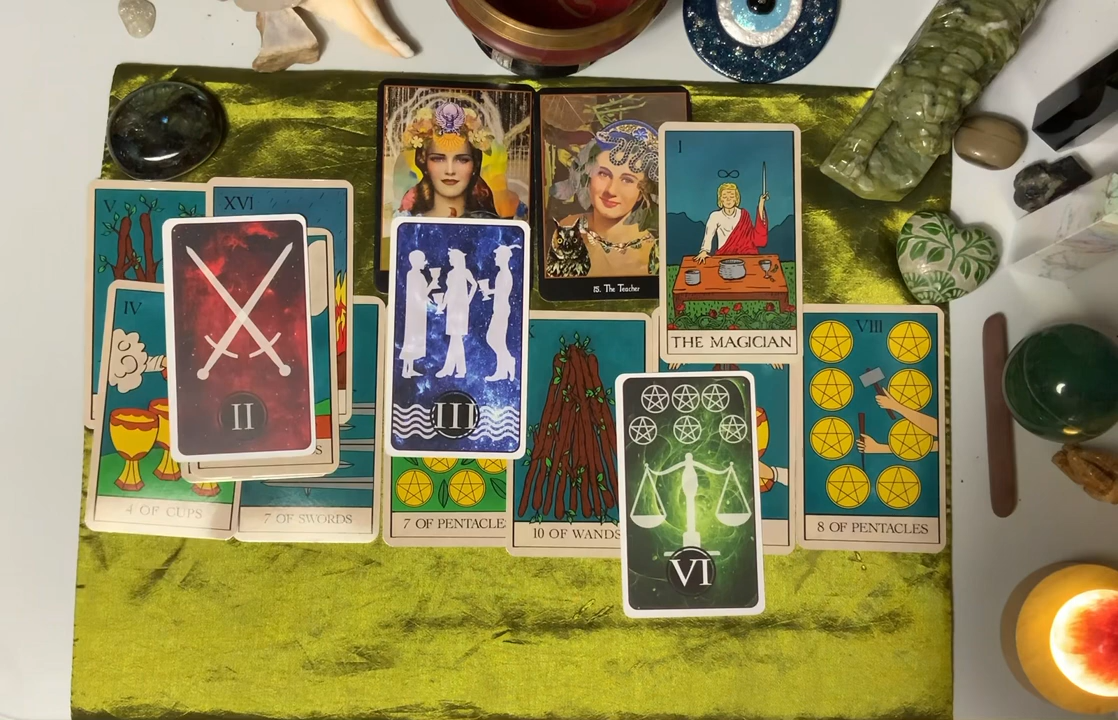 V
XVI
I
15. The Teacher
THE MAGICIAN
IV
II
III
VIII
4 OF CUPS
7 OF SWORDS
7 OF PENTACLE
10 OF WANDS
VI
8 OF PENTACLES